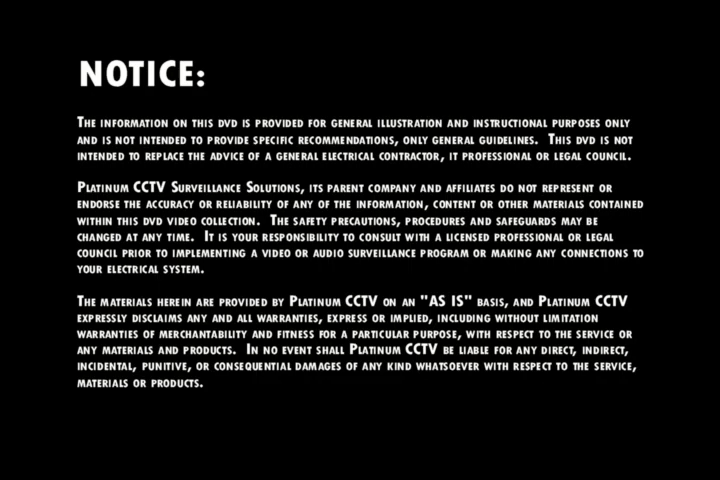 NOTICE:
The information on this dvd is provided for general illustration and instructional purposes only
and is not intended to provide specific recommendations, only general guidelines. This dvd is not
intended to replace the advice of a general electrical contractor, it professional or legal council.
Platinum CCTV Surveillance Solutions, its parent company and affiliates do not represent or
endorse the accuracy or reliability of any of the information, content or other materials contained
within this dvd video collection. The safety precautions, procedures and safeguards may be
changed at any time. It is your responsibility to consult with a licensed professional or legal
council prior to implementing a video or audio surveillance program or making any connections to
your electrical system.
The materials herein are provided by Platinum CCTV on an "AS IS" basis, and Platinum CCTV
expressly disclaims any and all warranties, express or implied, including without limitation
warranties of merchantability and fitness for a particular purpose, with respect to the service or
any materials and products. In no event shall Platinum CCTV be liable for any direct, indirect,
incidental, punitive, or consequential damages of any kind whatsoever with respect to the service,
materials or products.